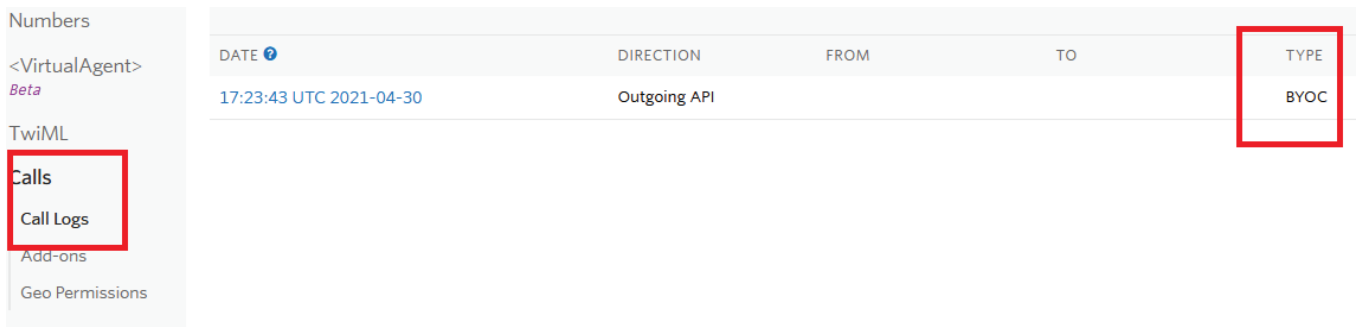 Numbers
<VirtualAgent>
Beta
TwiML
Calls
Call Logs
Add-ons
Geo Permissions
DATE ? DIRECTION FROM TO TYPE
17:23:43 UTC 2021-04-30 Outgoing API BYOC